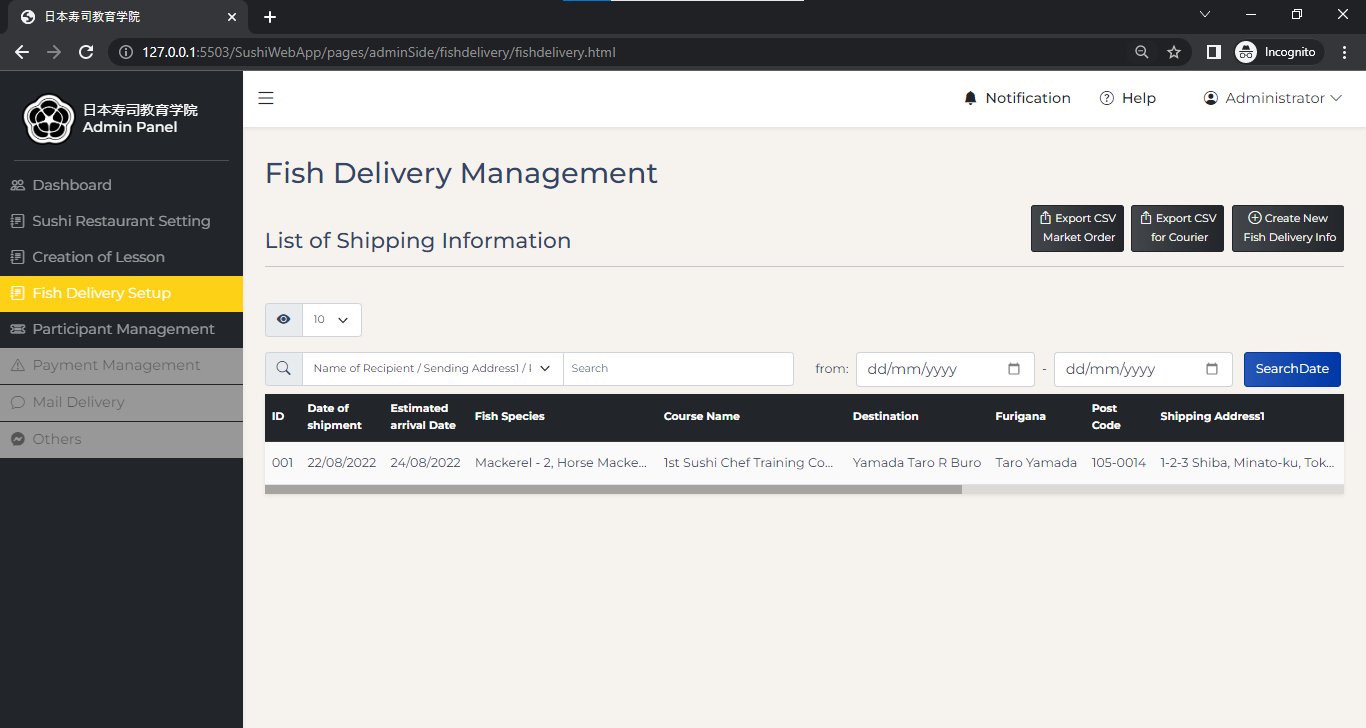 日本寿司教育学院
127.0.0.1:5503/SushiWebApp/pages/adminSide/fishdelivery/fishdelivery.html
Incognito
日本寿司教育学院
Admin Panel
Dashboard
Sushi Restaurant Setting
Creation of Lesson
Fish Delivery Setup
Participant Management
Payment Management
Mail Delivery
Others
Notification
Help
Administrator
Fish Delivery Management
List of Shipping Information
Export CSV
Market Order
Export CSV
for Courier
Create New
Fish Delivery Info
10
Name of Recipient / Sending Address1 / I
Search
from: dd/mm/yyyy - dd/mm/yyyy
SearchDate
ID Date of shipment Estimated arrival Date Fish Species Course Name Destination Furigana Post Code Shipping Address1
001 22/08/2022 24/08/2022 Mackerel - 2, Horse Macke... 1st Sushi Chef Training Co... Yamada Taro R Buro Taro Yamada 105-0014 1-2-3 Shiba, Minato-ku, Tok...